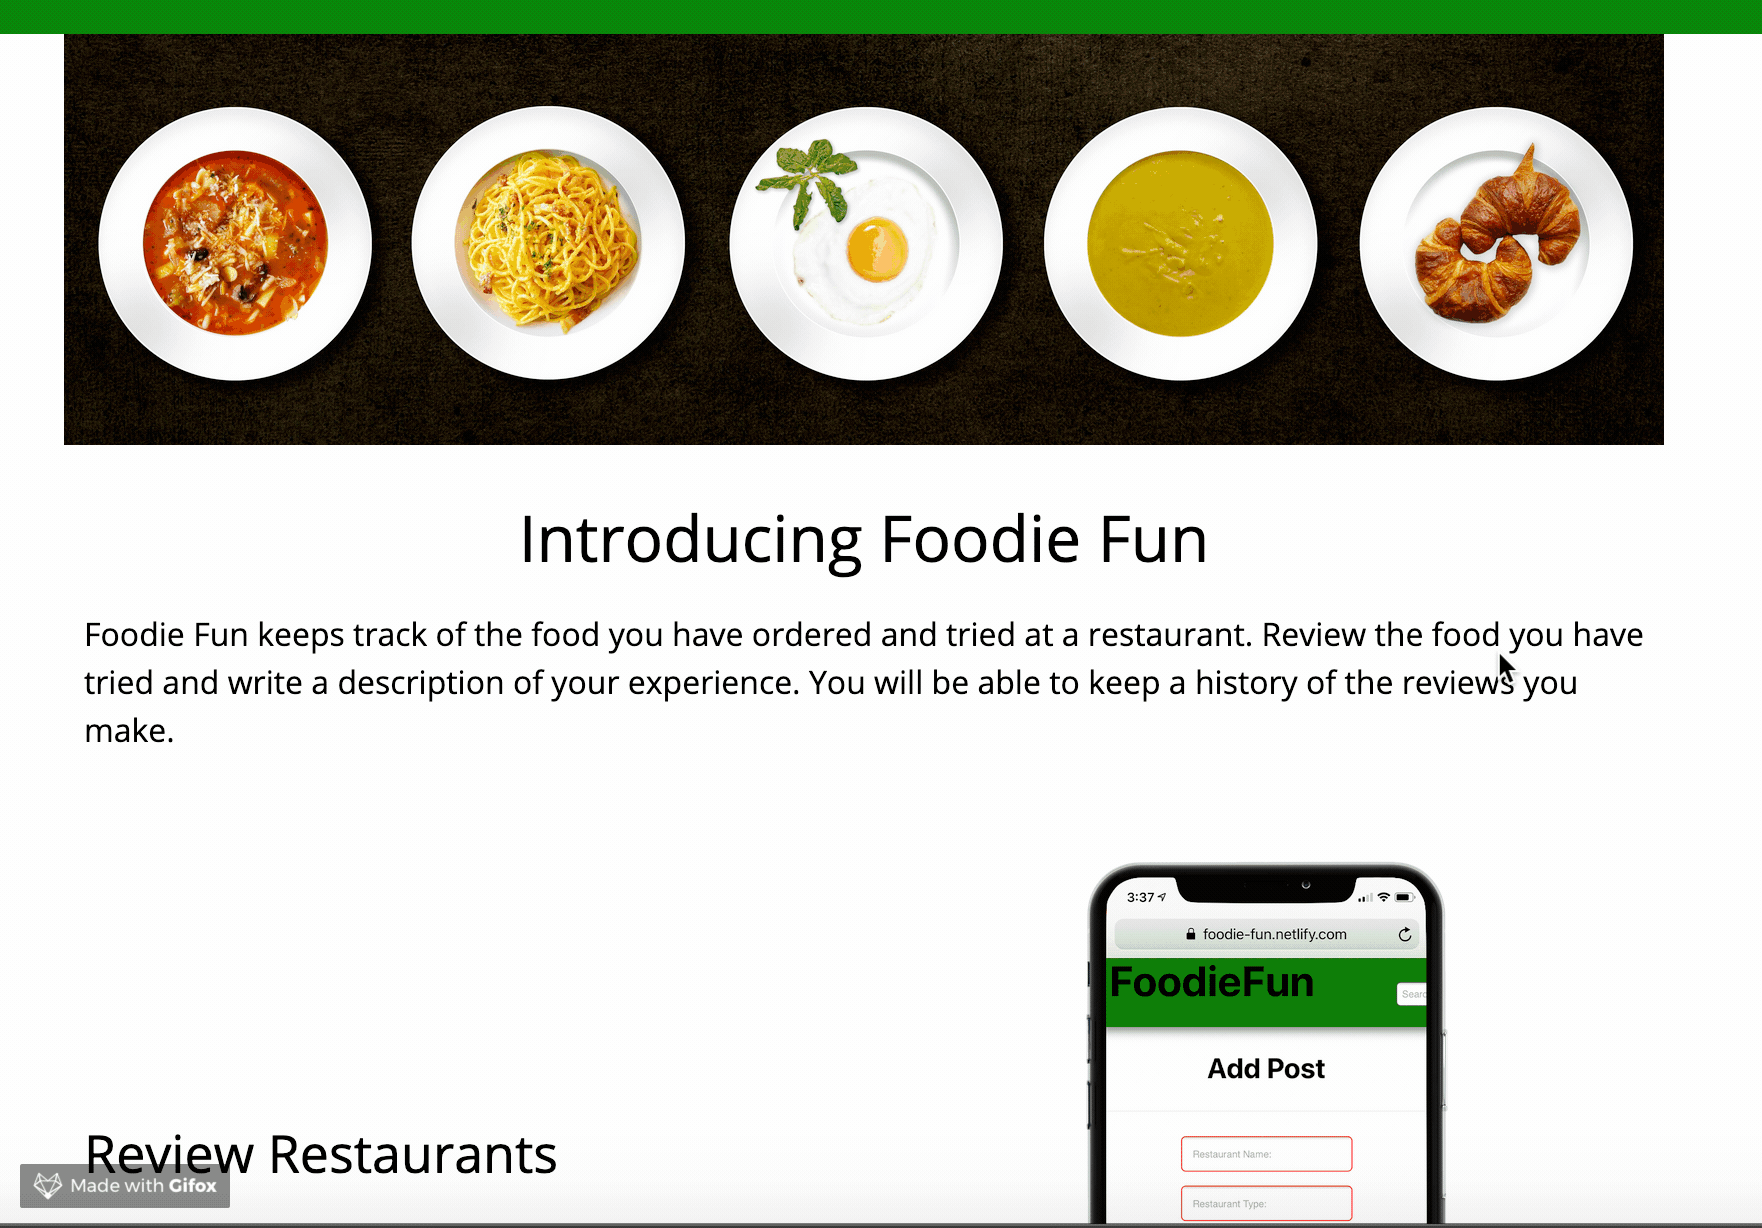 Introducing Foodie Fun
Foodie Fun keeps track of the food you have ordered and tried at a restaurant. Review the food you have
tried and write a description of your experience. You will be able to keep a history of the reviews you
make.
3:37
foodie-fun.netlify.com
FoodieFun
Searc
Add Post
Restaurant Name:
Restaurant Type:
Review Restaurants
Made with Gifox